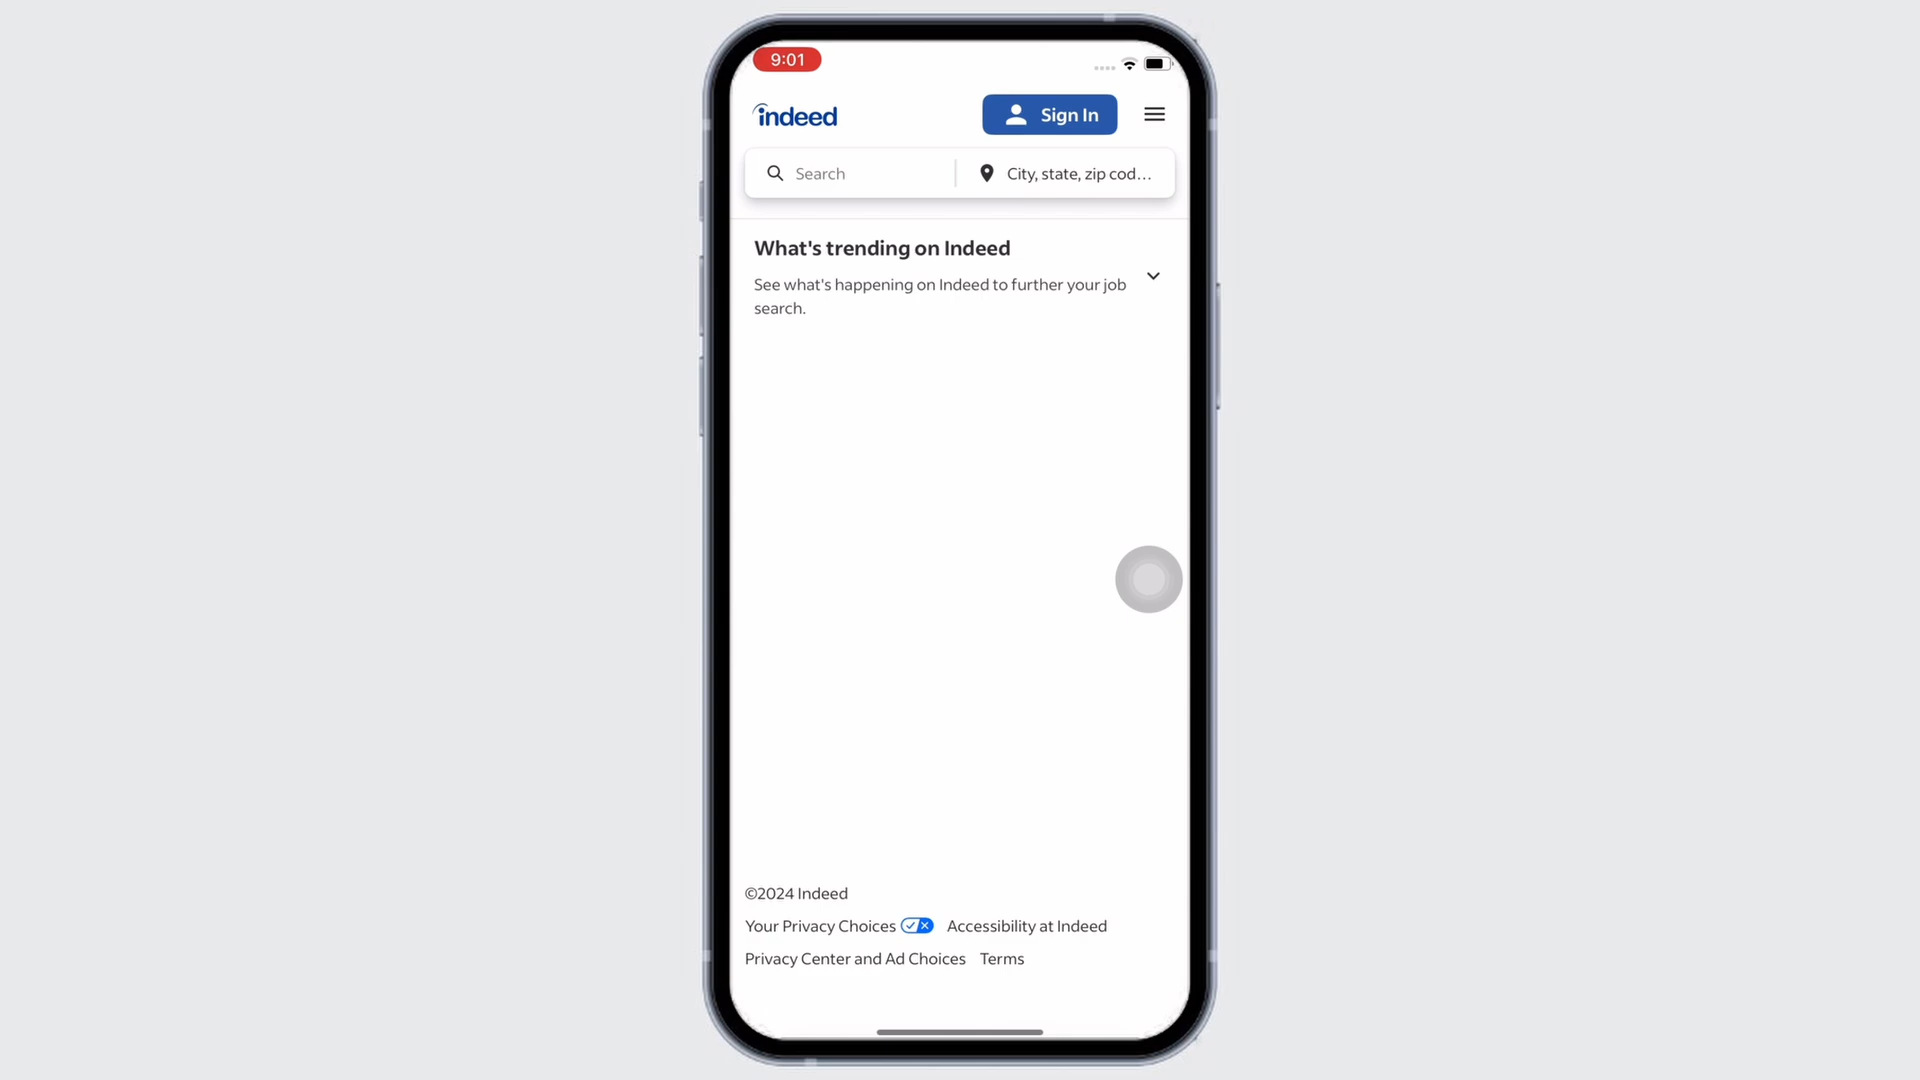 9:01
indeed
Sign In
Search
City, state, zip cod...
What's trending on Indeed
See what's happening on Indeed to further your job
search.
©2024 Indeed
Your Privacy Choices
Accessibility at Indeed
Privacy Center and Ad Choices
Terms